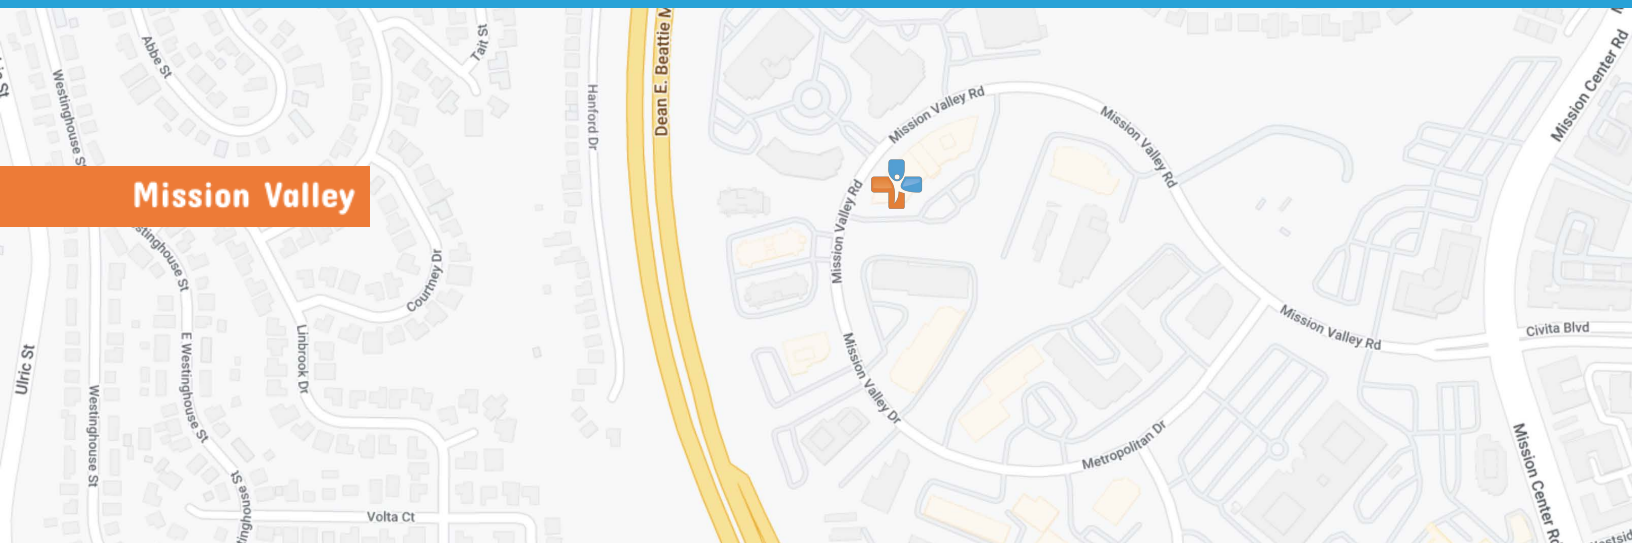 Abbe St
Tait St
Westinghouse St
Hanford Dr
Dean E. Beattie
Mission Valley Rd
Mission Valley Rd
Mission Center Rd
Mission Valley
Mission Valley Rd
stinghouse St
Courtney Dr
Mission Valley Rd
Civita Blvd
Ulric St
E Westinghouse St
Linbrook Dr
Westinghouse St
Mission Valley Dr
Metropolitan Dr
Mission Center Rd
Volta Ct